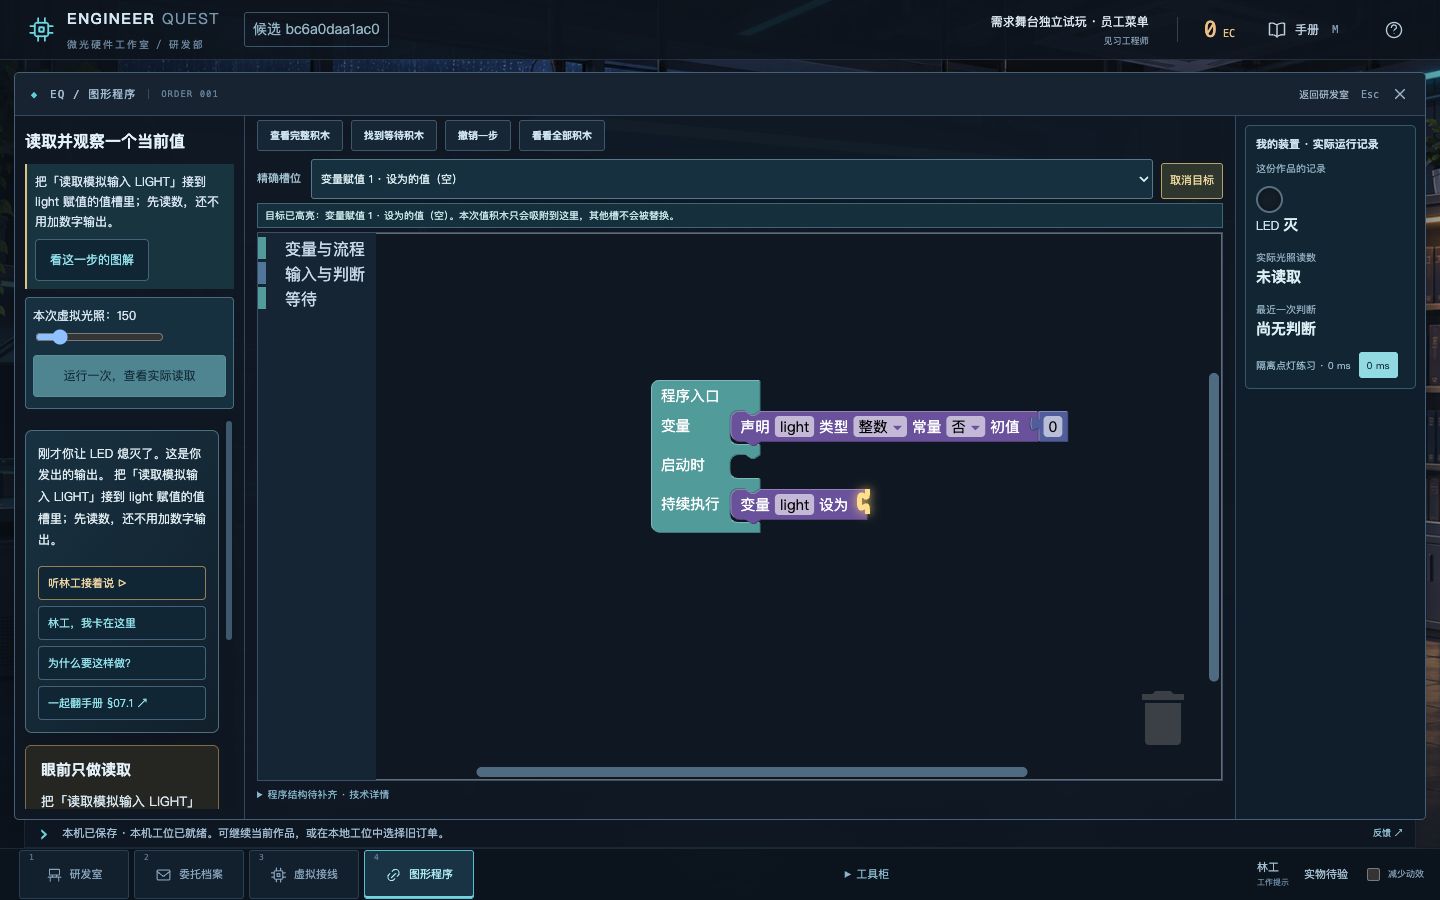 ENGINEER QUEST
微光硬件工作室 / 研发部
候选 bc6a0daa1ac0
需求舞台独立试玩 · 员工菜单
见习工程师
0 EC
手册 M
EQ / 图形程序 ORDER 001
返回研发室 Esc
读取并观察一个当前值
把「读取模拟输入 LIGHT」接到
light 赋值的值槽里；先读数，还不
用加数字输出。
看这一步的图解
本次虚拟光照：150
运行一次，查看实际读取
刚才你让 LED 熄灭了。这是你
发出的输出。 把「读取模拟输
入 LIGHT」接到 light 赋值的值
槽里；先读数，还不用加数字输
出。
听林工接着说
林工，我卡在这里
为什么要这样做?
一起翻手册 §07.1 ↗
眼前只做读取
把「读取模拟输入 LIGHT」
查看完整积木
找到等待积木
撤销一步
看看全部积木
精确槽位
变量赋值 1 · 设为的值（空）
取消目标
目标已高亮：变量赋值 1 · 设为的值（空）。本次值积木只会吸附到这里，其他槽不会被替换。
变量与流程
输入与判断
等待
程序入口
变量 声明 light 类型 整数 常量 否 初值 0
启动时
持续执行 变量 light 设为
程序结构待补齐 · 技术详情
我的装置 · 实际运行记录
这份作品的记录
LED 灭
实际光照读数
未读取
最近一次判断
尚无判断
隔离点灯练习 · 0 ms 0 ms
本机已保存 · 本机工位已就绪。可继续当前作品，或在本地工位中选择旧订单。
反馈 ↗
1 研发室
2 委托档案
3 虚拟接线
4 图形程序
工具柜
林工
工作提示
实物待验
减少动效